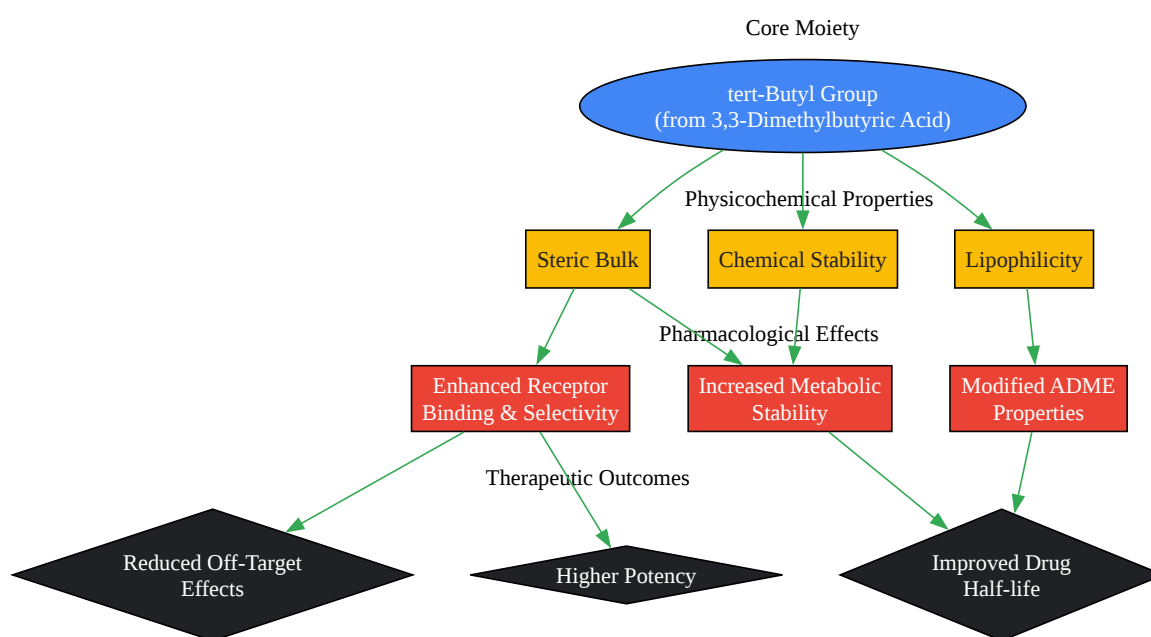 Core Moiety
tert-Butyl Group
(from 3,3-Dimethylbutyric Acid)
Physicochemical Properties
Steric Bulk
Chemical Stability
Lipophilicity
Pharmacological Effects
Enhanced Receptor
Binding & Selectivity
Increased Metabolic
Stability
Modified ADME
Properties
Therapeutic Outcomes
Reduced Off-Target
Effects
Higher Potency
Improved Drug
Half-life